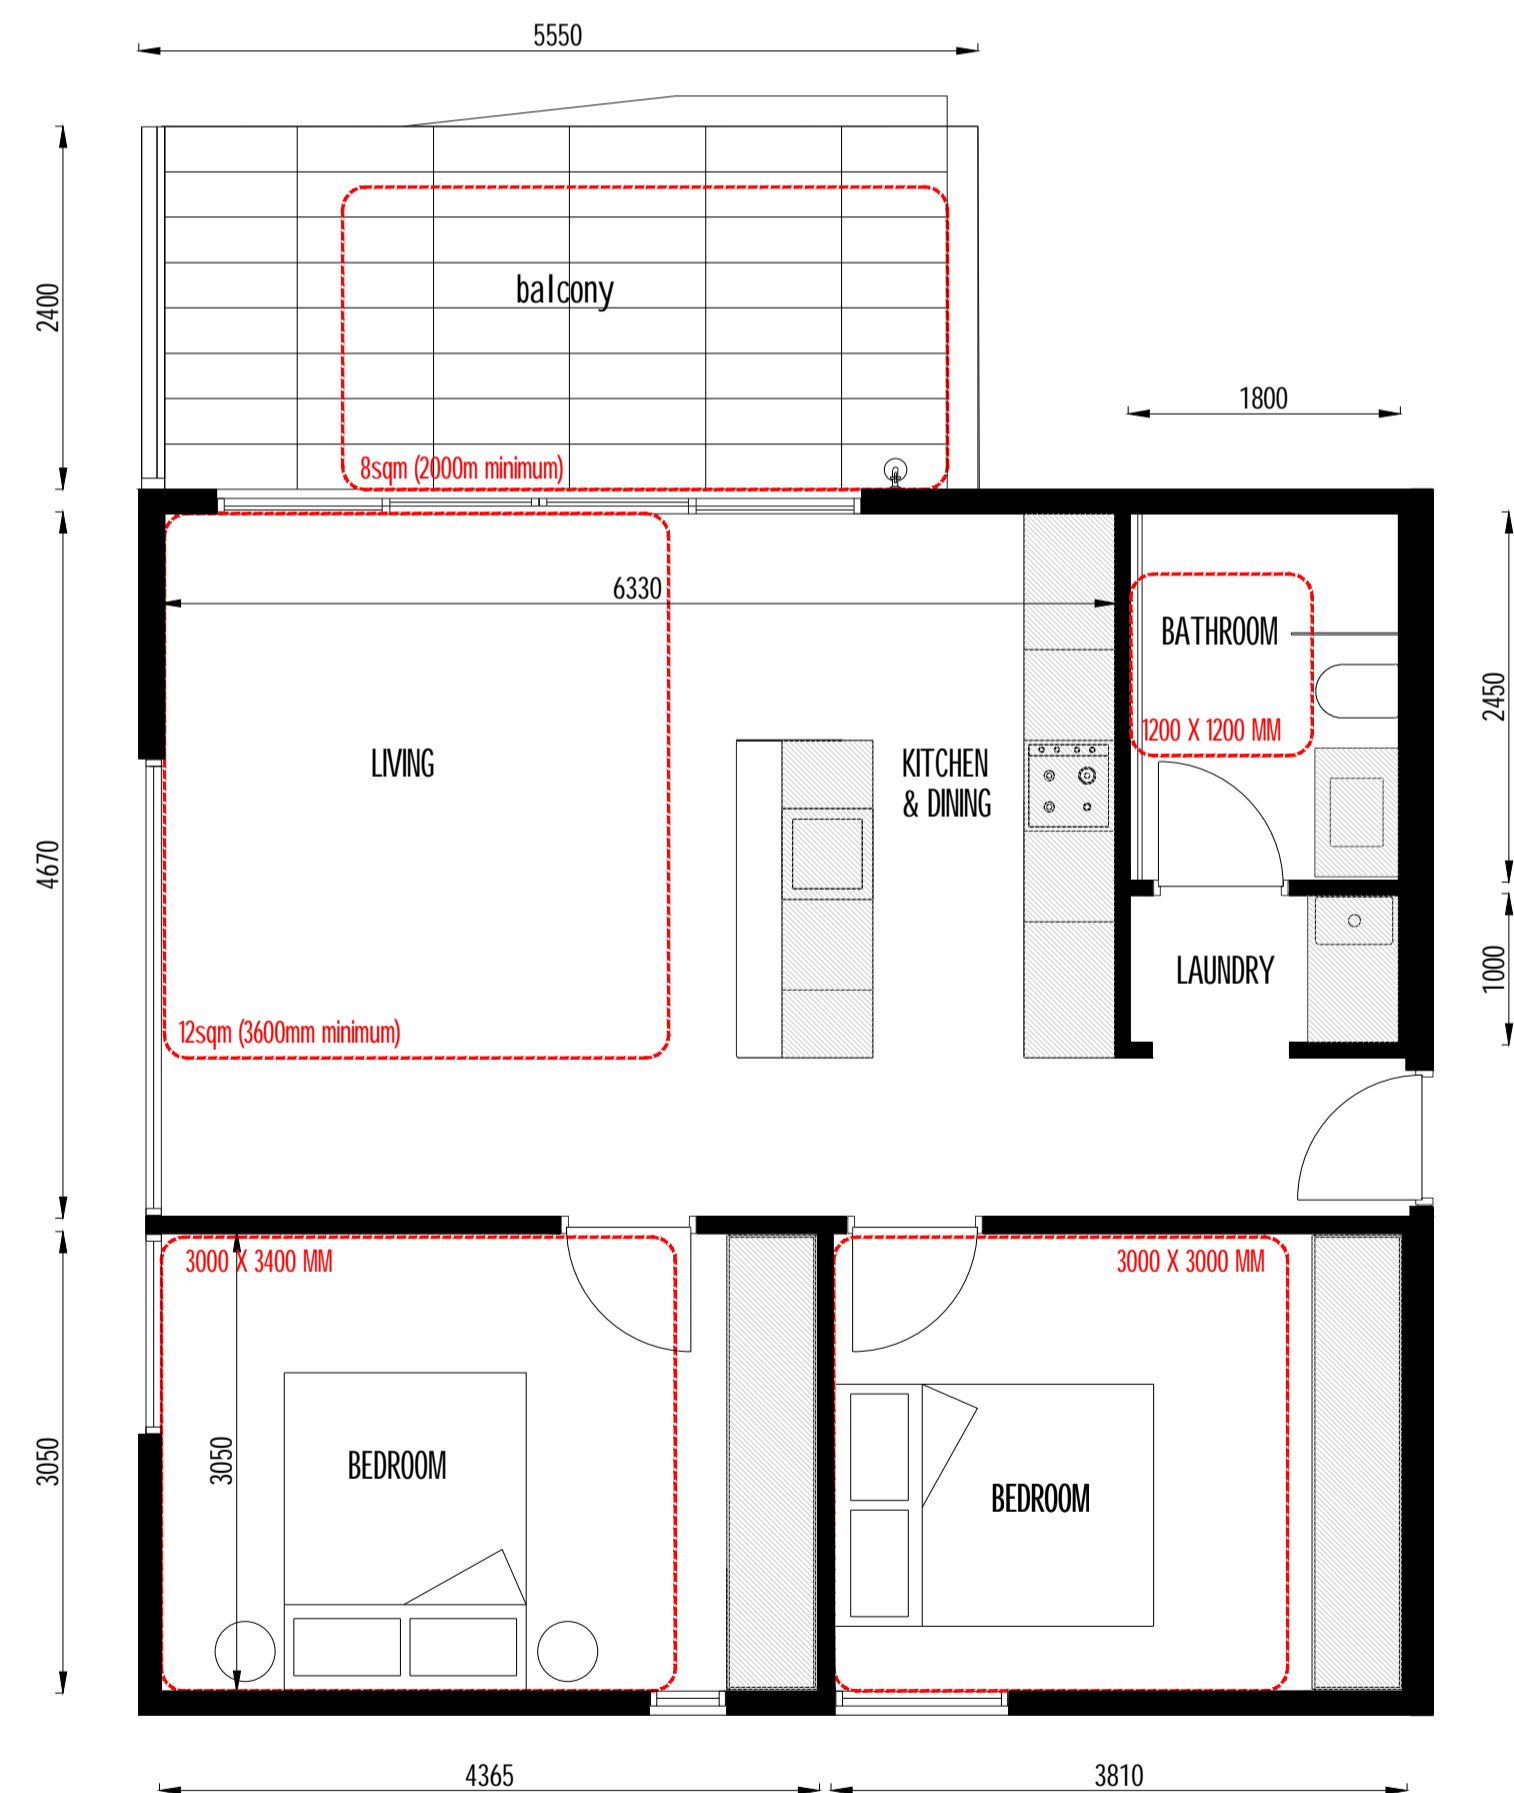 5550
2400
balcony
8sqm (2000m minimum)
1800
6330
BATHROOM
1200 X 1200 MM
2450
LIVING
KITCHEN
& DINING
4670
LAUNDRY
1000
12sqm (3600mm minimum)
3000 X 3400 MM
3000 X 3000 MM
3050
3050
BEDROOM
BEDROOM
4365
3810